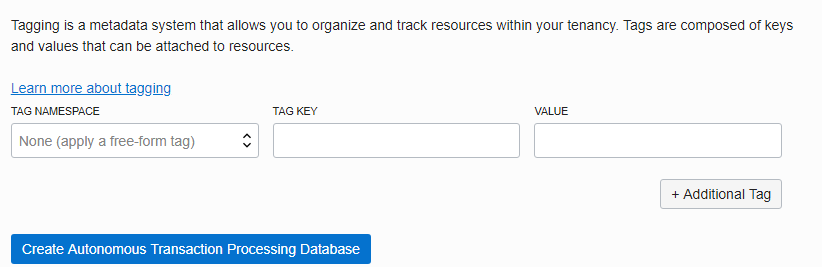 Tagging is a metadata system that allows you to organize and track resources within your tenancy. Tags are composed of keys
and values that can be attached to resources.
Learn more about tagging
TAG NAMESPACE TAG KEY VALUE
None (apply a free-form tag)
+ Additional Tag
Create Autonomous Transaction Processing Database